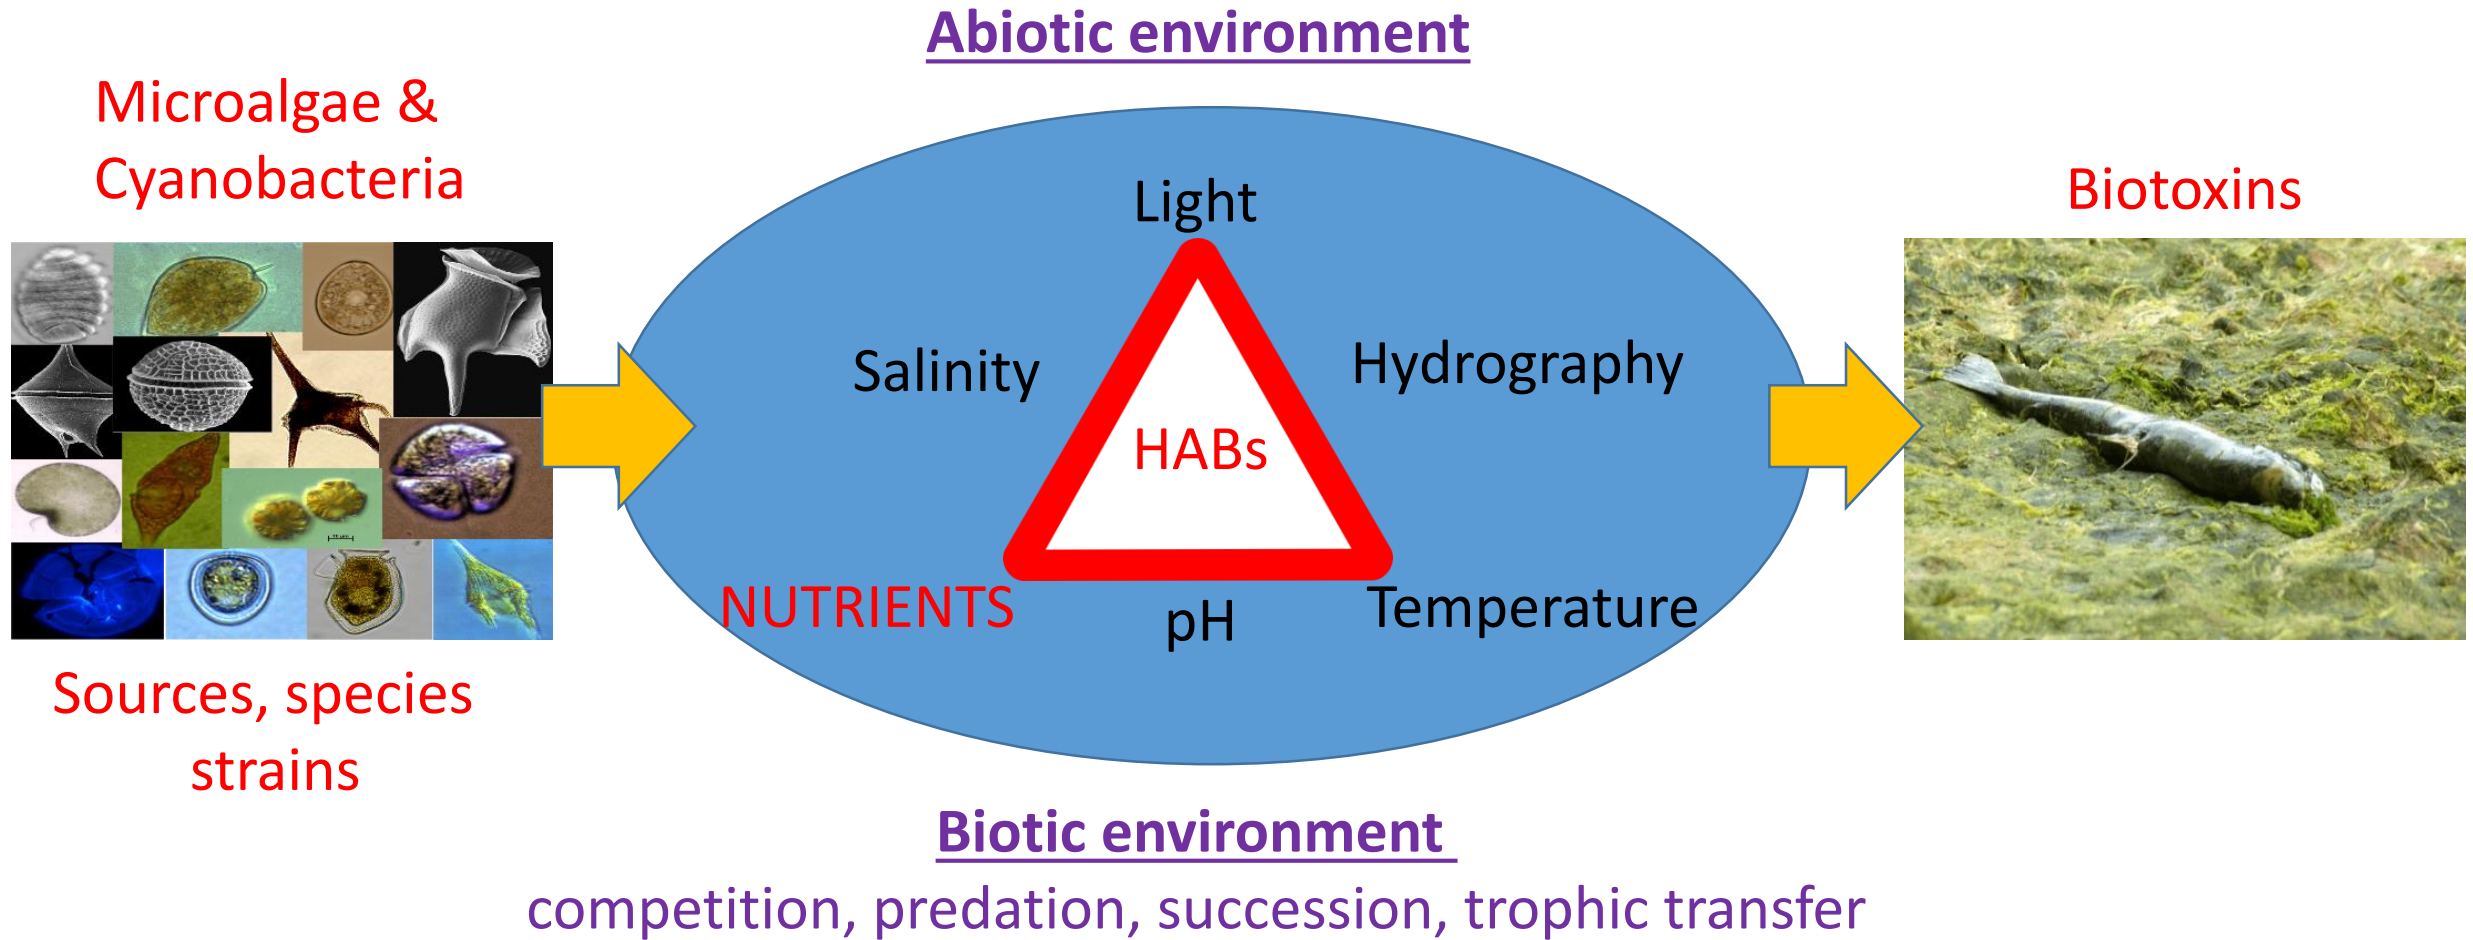 Abiotic environment
Microalgae &
Cyanobacteria
Light
Biotoxins
Salinity
Hydrography
HABs
NUTRIENTS
pH
Temperature
Sources, species
strains
Biotic environment
competition, predation, succession, trophic transfer